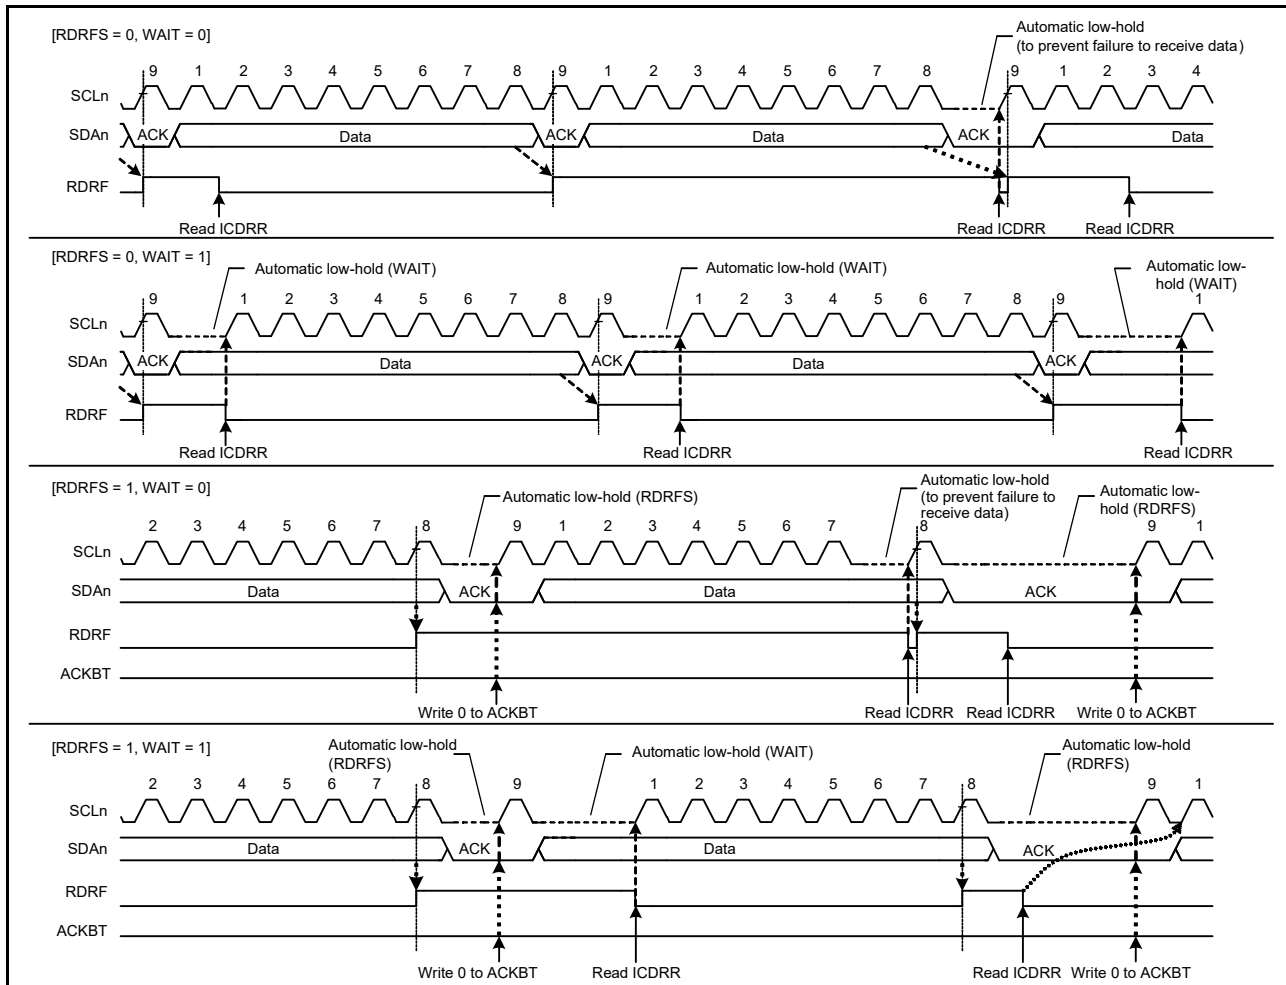 [RDRFS = 0, WAIT = 0]
Automatic low-hold
(to prevent failure to receive data)
9 1 2 3 4 5 6 7 8 9 1 2 3 4 5 6 7 8 9 1 2 3 4
SCLn
SDAn ACK Data ACK Data ACK Data
RDRF
Read ICDRR Read ICDRR Read ICDRR
[RDRFS = 0, WAIT = 1]
Automatic low-hold (WAIT) Automatic low-hold (WAIT) Automatic low-
hold (WAIT)
9 1 2 3 4 5 6 7 8 9 1 2 3 4 5 6 7 8 9 1
SCLn
SDAn ACK Data ACK Data ACK
RDRF
Read ICDRR Read ICDRR Read ICDRR
[RDRFS = 1, WAIT = 0]
Automatic low-hold (RDRFS)
Automatic low-hold
(to prevent failure to
receive data)
Automatic low-
hold (RDRFS)
2 3 4 5 6 7 8 9 1 2 3 4 5 6 7 8 9 1
SCLn
SDAn Data ACK Data ACK
RDRF
ACKBT
Write 0 to ACKBT Read ICDRR Read ICDRR Write 0 to ACKBT
[RDRFS = 1, WAIT = 1]
Automatic low-hold
(RDRFS)
Automatic low-hold (WAIT)
Automatic low-hold
(RDRFS)
2 3 4 5 6 7 8 9 1 2 3 4 5 6 7 8 9 1
SCLn
SDAn Data ACK Data ACK
RDRF
ACKBT
Write 0 to ACKBT Read ICDRR Read ICDRR Write 0 to ACKBT